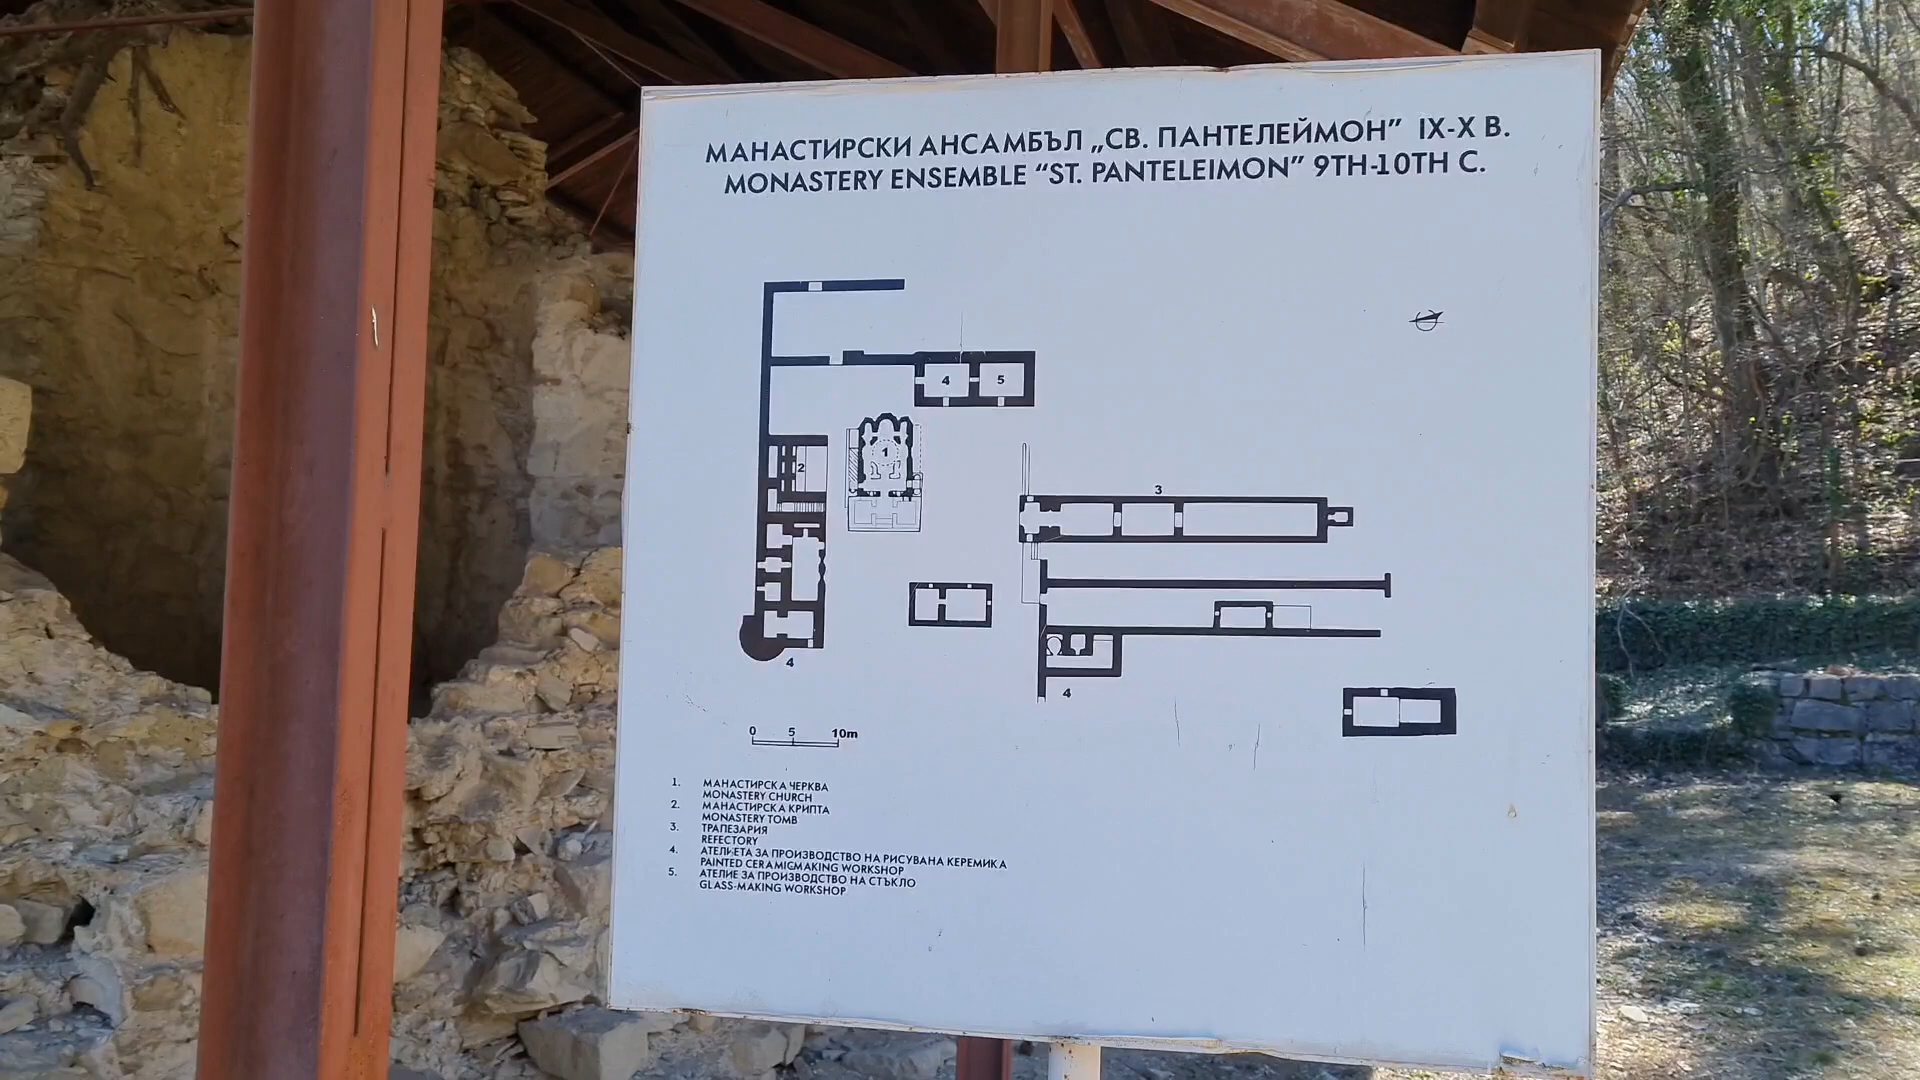 МАНАСТИРСКИ АНСАМБЪЛ „СВ. ПАНТЕЛЕЙМОН” IX-X В.
MONASTERY ENSEMBLE “ST. PANTELEIMON” 9TH-10TH C.
4
5
1
2
3
4
4
0 5 10m
1. МАНАСТИРСКА ЧЕРКВА
MONASTERY CHURCH
2. МАНАСТИРСКА КРИПТА
MONASTERY TOMB
3. ТРАПЕЗАРИЯ
REFECTORY
4. АТЕЛИЕТА ЗА ПРОИЗВОДСТВО НА РИСУВАНА КЕРЕМИКА
PAINTED CERAMICMAKING WORKSHOP
5. АТЕЛИЕ ЗА ПРОИЗВОДСТВО НА СТЪКЛО
GLASS-MAKING WORKSHOP